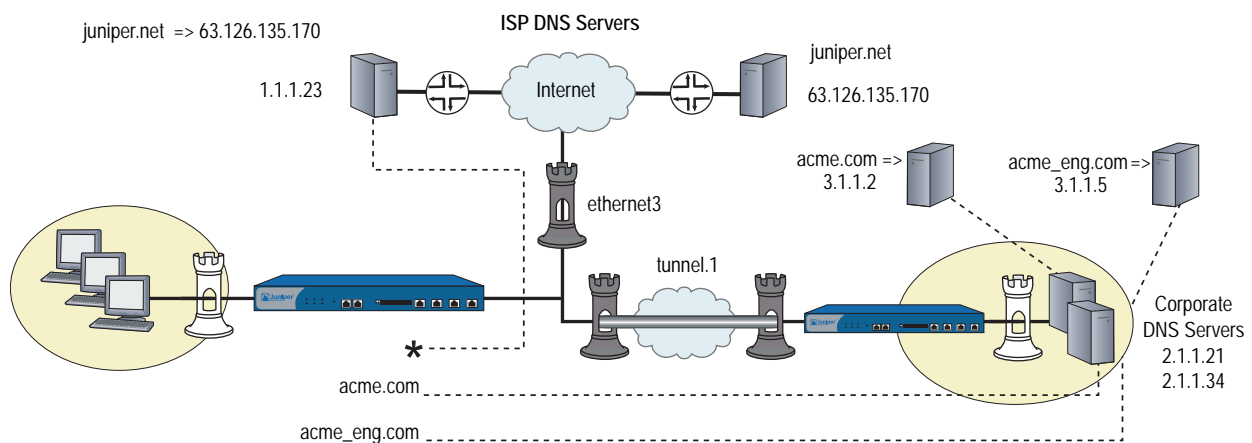 ISP DNS Servers
juniper.net => 63.126.135.170
1.1.1.23
Internet
juniper.net
63.126.135.170
acme.com =>
3.1.1.2
acme_eng.com =>
3.1.1.5
ethernet3
tunnel.1
Juniper
Juniper
Corporate
DNS Servers
2.1.1.21
2.1.1.34
*
acme.com
acme_eng.com